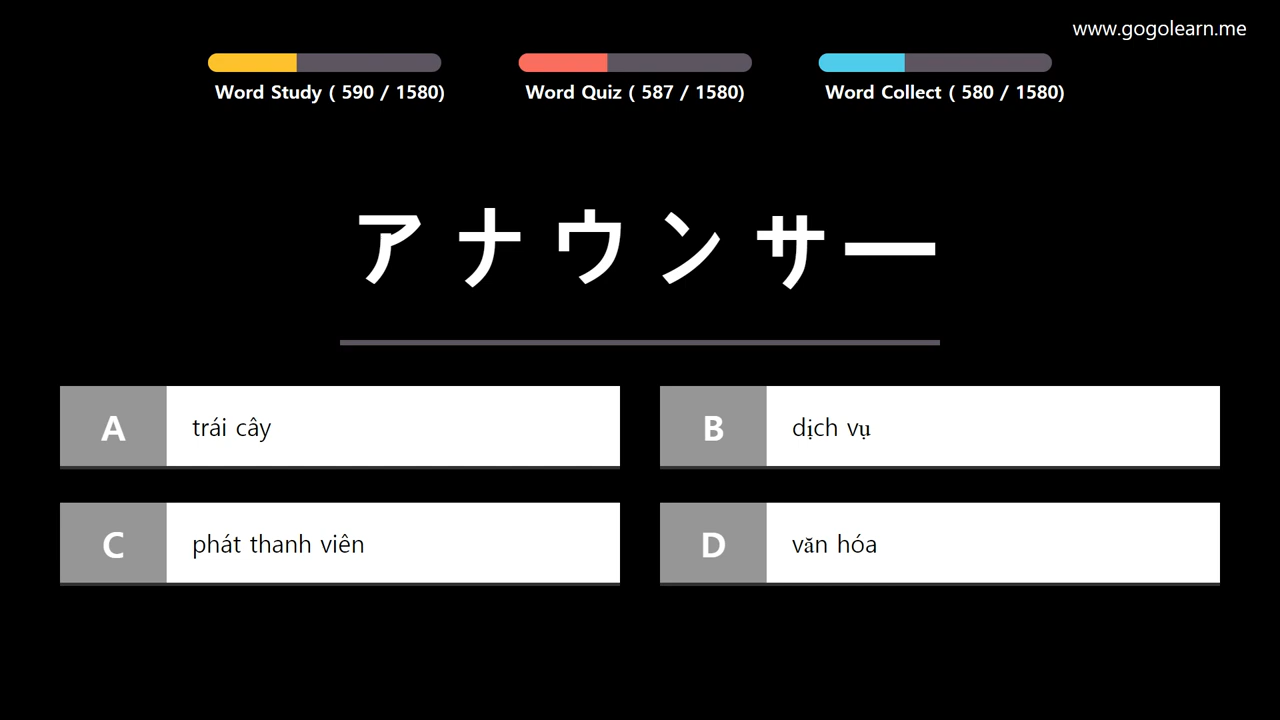 www.gogolearn.me
Word Study ( 590 / 1580)
Word Quiz ( 587 / 1580)
Word Collect ( 580 / 1580)
アナウンサー
A trái cây
B dịch vụ
C phát thanh viên
D văn hóa